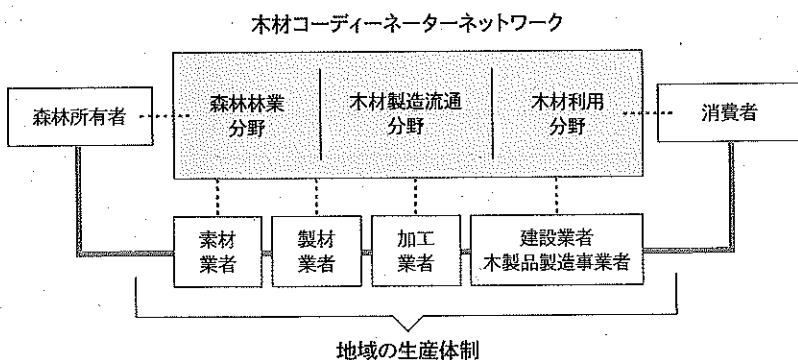 木材コーディーネーターネットワーク
森林所有者
森林林業
分野
木材製造流通
分野
木材利用
分野
消費者
素材
業者
製材
業者
加工
業者
建設業者
木製品製造事業者
地域の生産体制